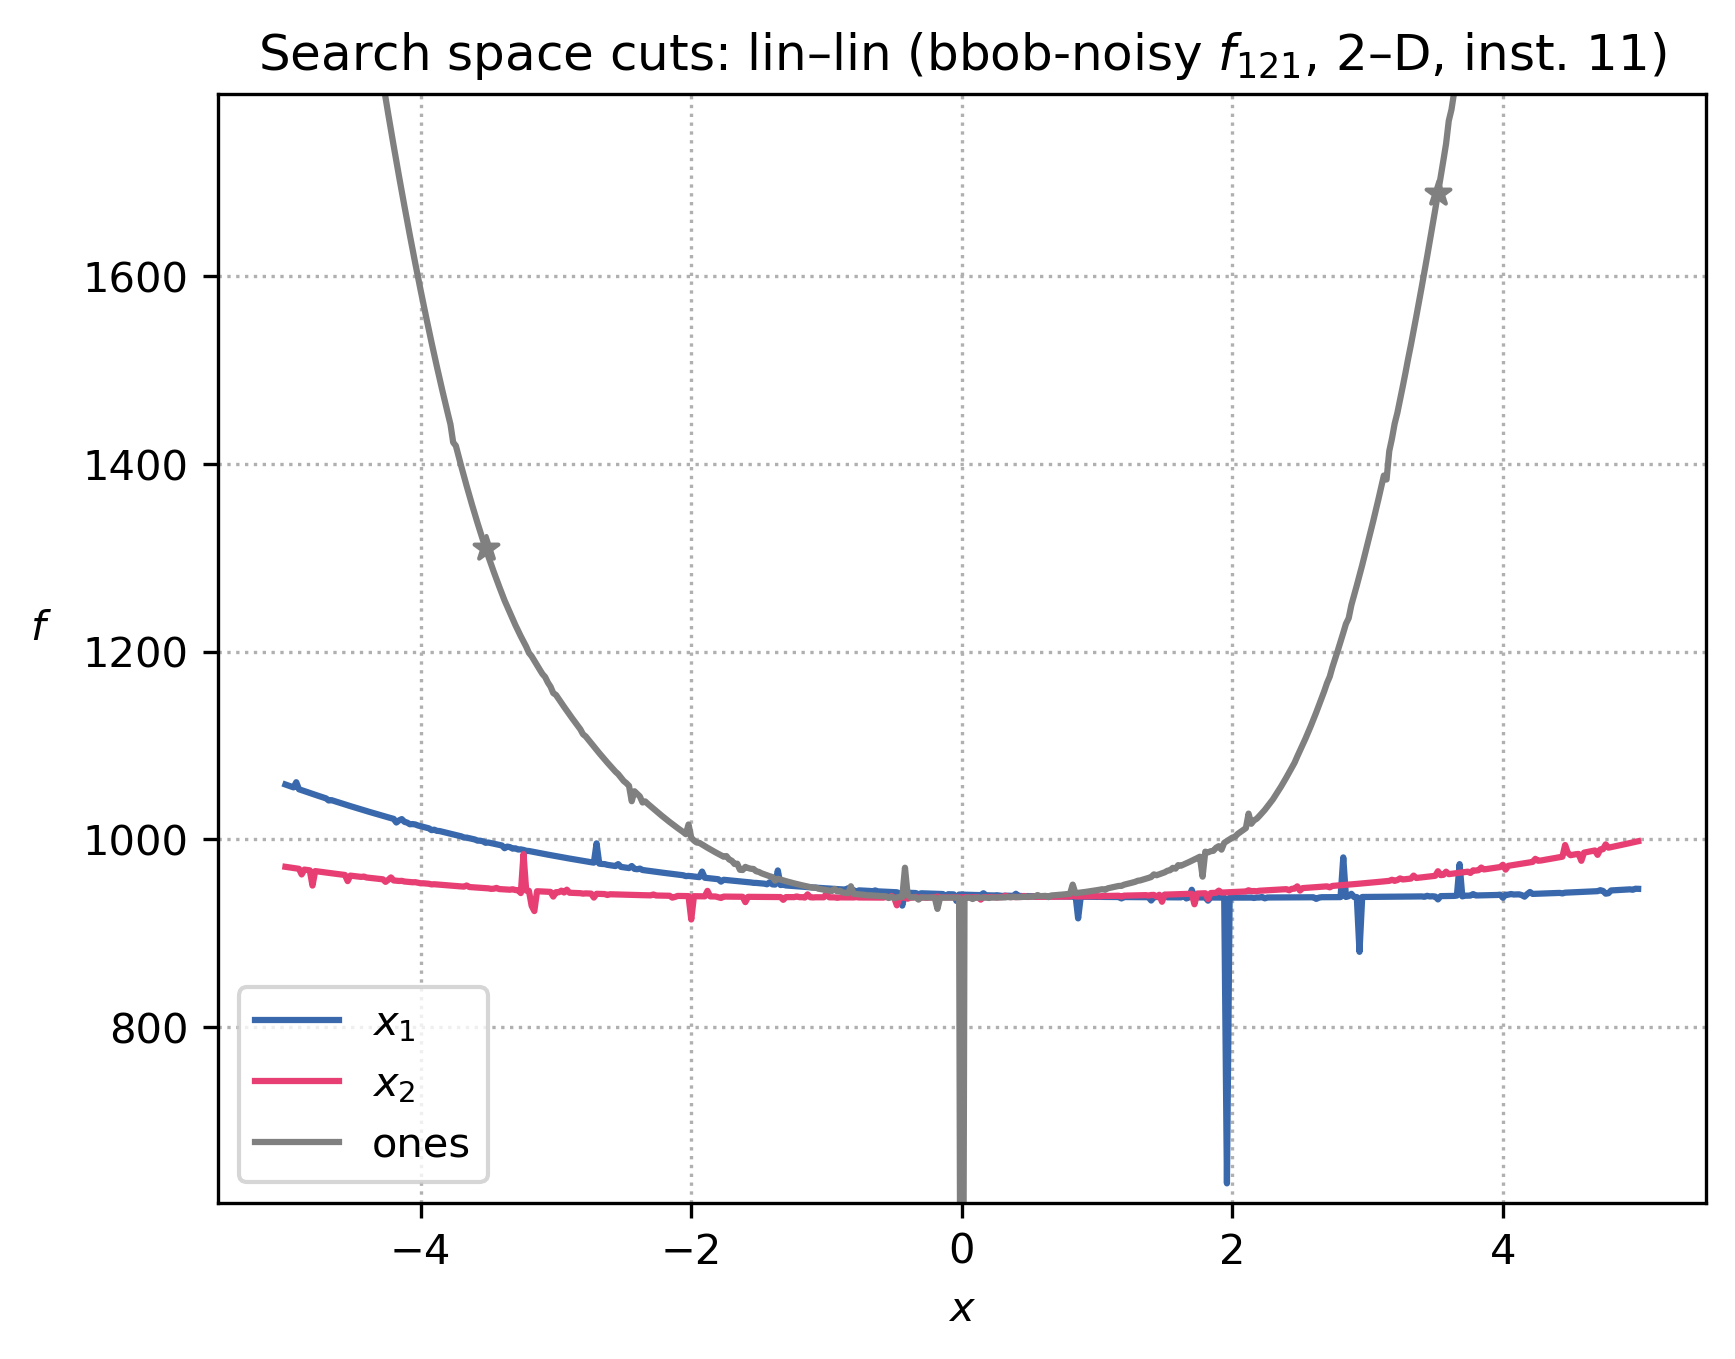 Search space cuts: lin–lin (bbob-noisy f₁₂₁, 2–D, inst. 11)
1600
1400
1200
f
1000
800
x₁
x₂
ones
−4
−2
0
2
4
x